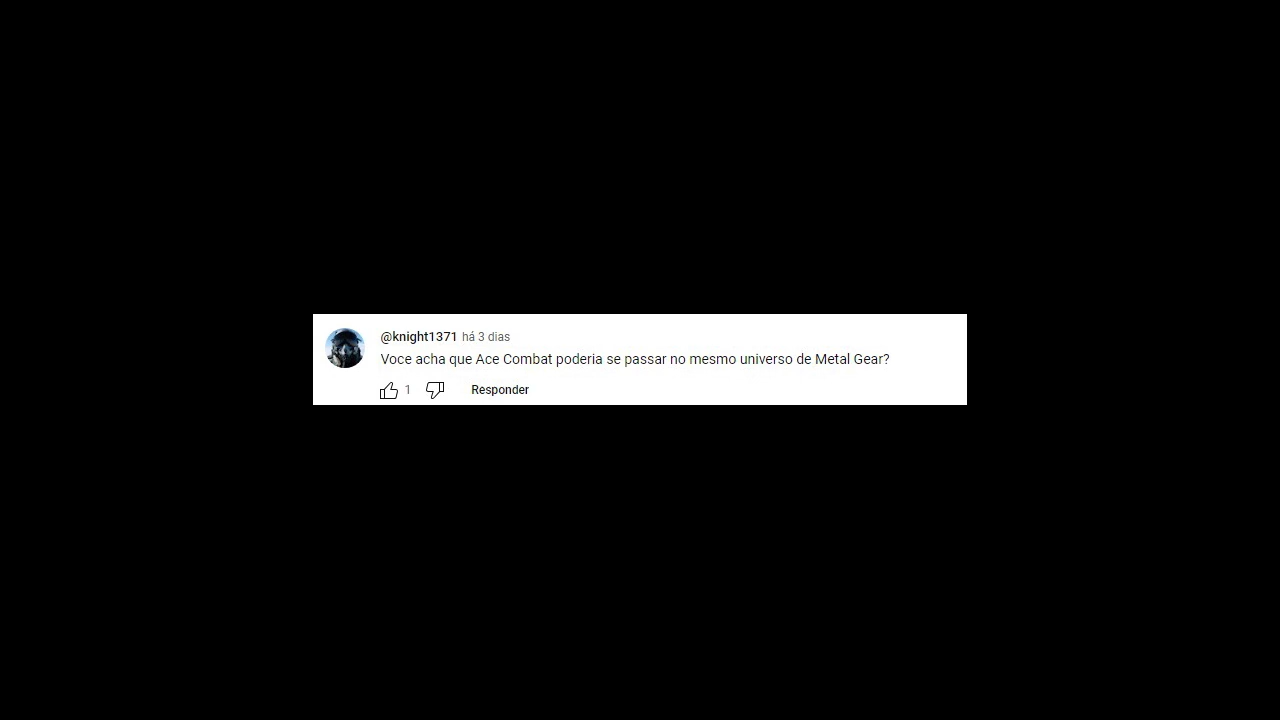 @knight1371 há 3 dias
Voce acha que Ace Combat poderia se passar no mesmo universo de Metal Gear?
1 Responder